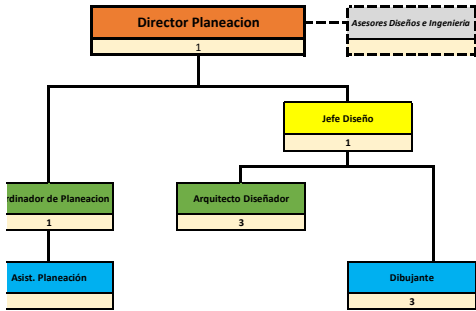 Director Planeacion
1
Asesores Diseños e Ingenieria
Jefe Diseño
1
rdinador de Planeacion
1
Arquitecto Diseñador
3
Asist. Planeación
Dibujante
3